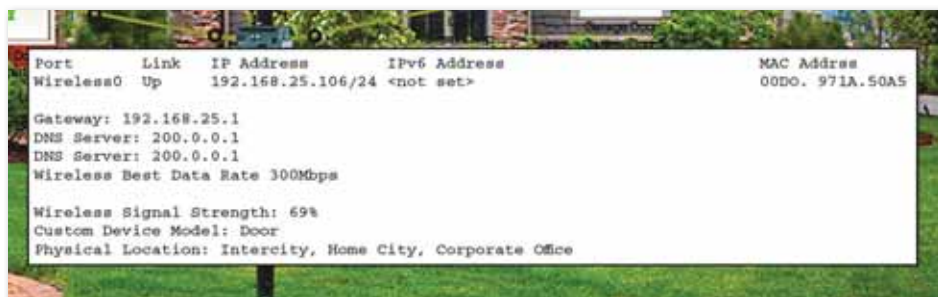 Port Link IP Address IPv6 Address MAC Addrss
Wireless0 Up 192.168.25.106/24 <not set> 00DO. 971A.50A5
Gateway: 192.168.25.1
DNS Server: 200.0.0.1
DNS Server: 200.0.0.1
Wireless Best Data Rate 300Mbps
Wireless Signal Strength: 69%
Custom Device Model: Door
Physical Location: Intercity, Home City, Corporate Office